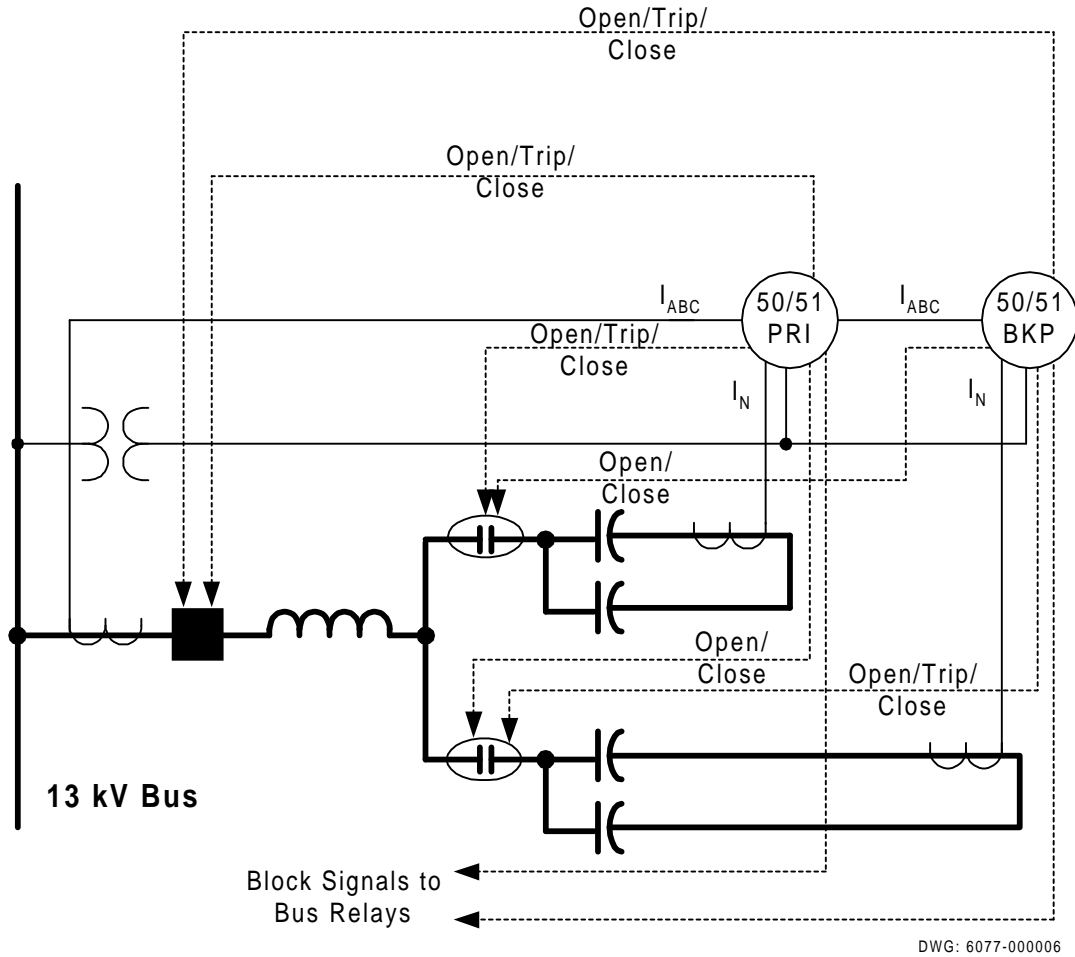 Open/Trip/
Close
Open/Trip/
Close
I_ABC
50/51
PRI
I_ABC
50/51
BKP
Open/Trip/
Close
I_N
I_N
Open/
Close
Open/
Close
Open/Trip/
Close
13 kV Bus
Block Signals to
Bus Relays
DWG: 6077-000006